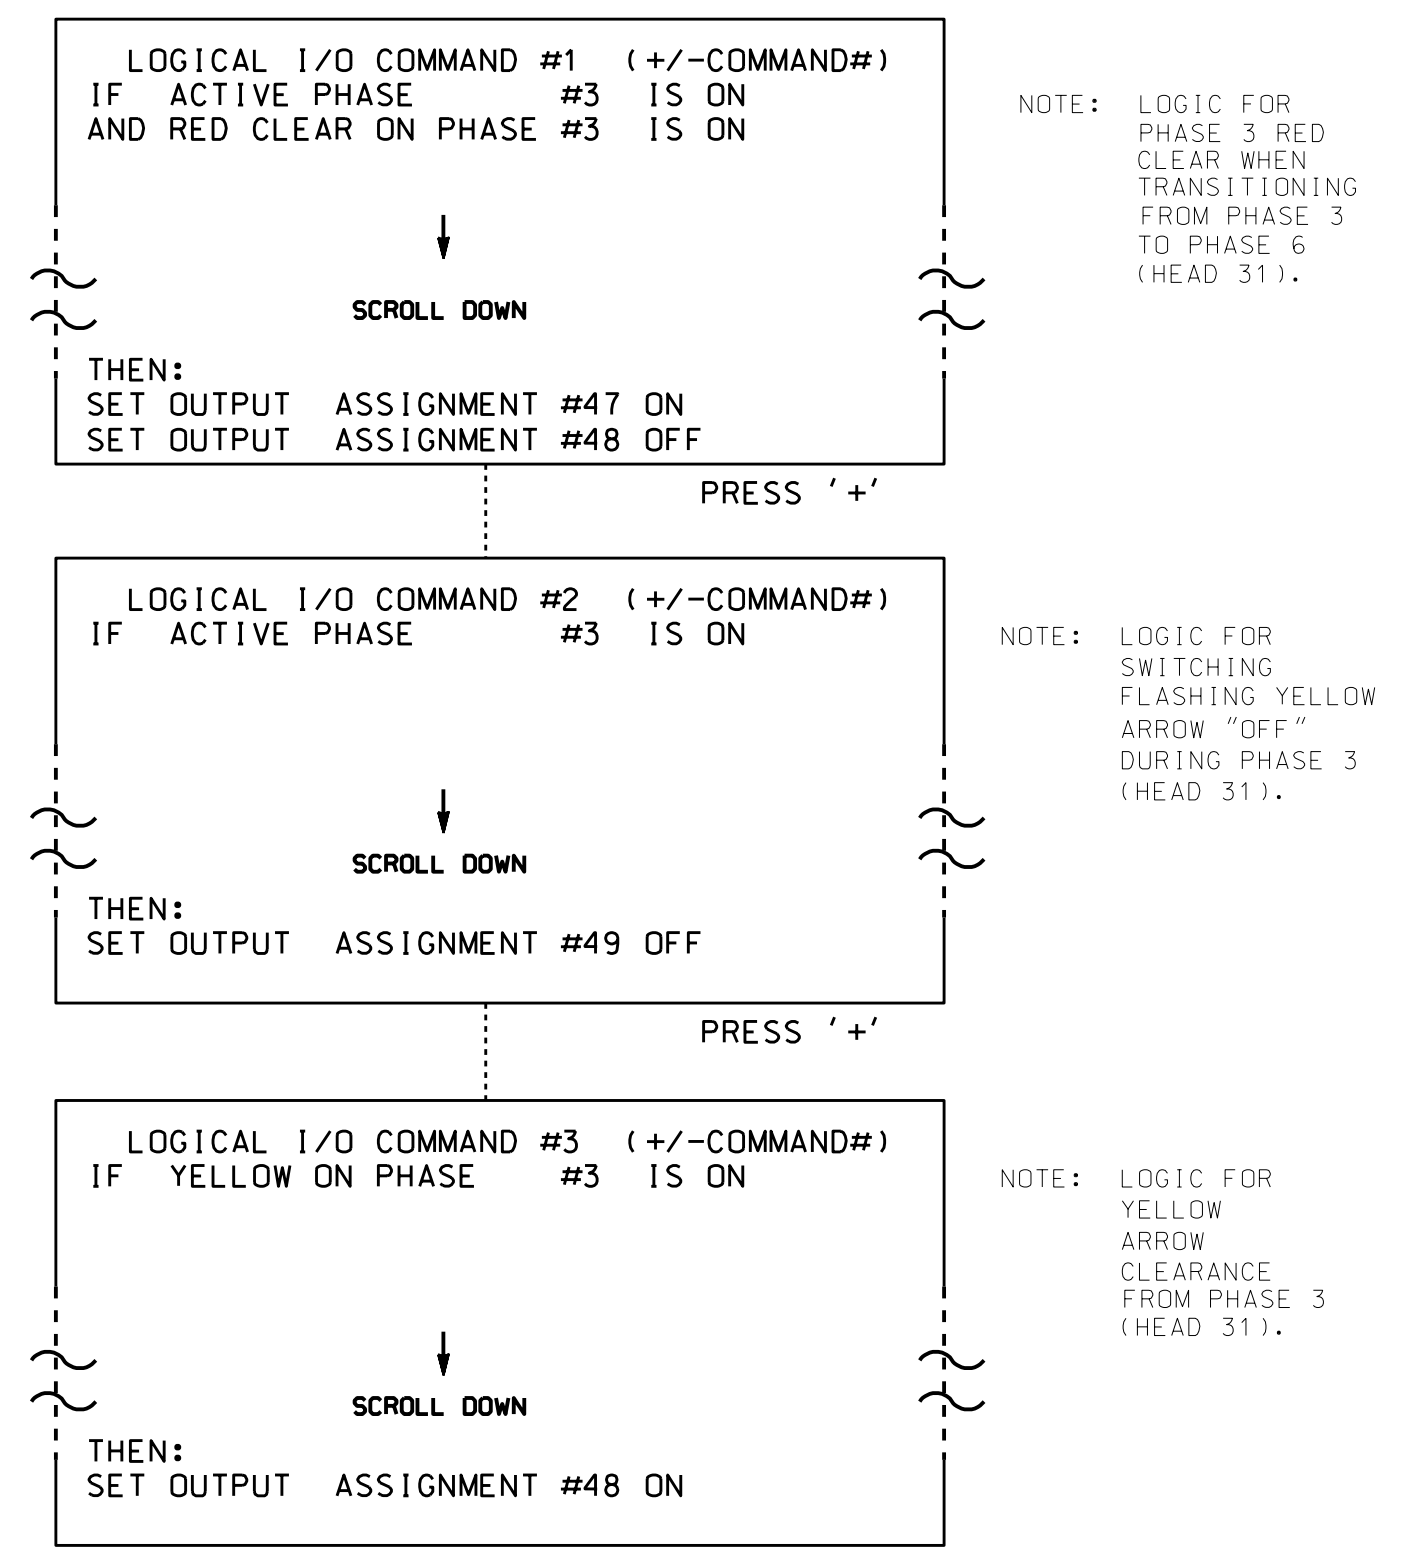 LOGICAL I/O COMMAND #1 (+/-COMMAND#)
IF ACTIVE PHASE #3 IS ON
AND RED CLEAR ON PHASE #3 IS ON
SCROLL DOWN
THEN:
SET OUTPUT ASSIGNMENT #47 ON
SET OUTPUT ASSIGNMENT #48 OFF
NOTE: LOGIC FOR
PHASE 3 RED
CLEAR WHEN
TRANSITIONING
FROM PHASE 3
TO PHASE 6
(HEAD 31).
PRESS '+'
LOGICAL I/O COMMAND #2 (+/-COMMAND#)
IF ACTIVE PHASE #3 IS ON
SCROLL DOWN
THEN:
SET OUTPUT ASSIGNMENT #49 OFF
NOTE: LOGIC FOR
SWITCHING
FLASHING YELLOW
ARROW "OFF"
DURING PHASE 3
(HEAD 31).
PRESS '+'
LOGICAL I/O COMMAND #3 (+/-COMMAND#)
IF YELLOW ON PHASE #3 IS ON
SCROLL DOWN
THEN:
SET OUTPUT ASSIGNMENT #48 ON
NOTE: LOGIC FOR
YELLOW
ARROW
CLEARANCE
FROM PHASE 3
(HEAD 31).